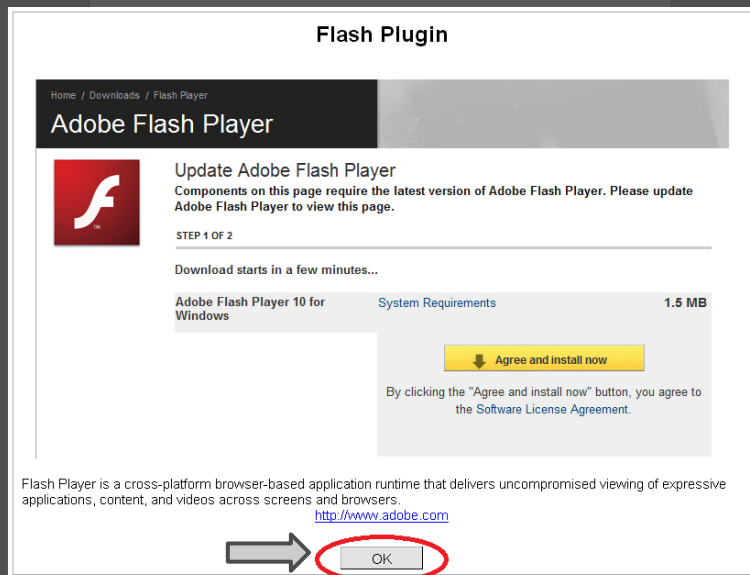 Flash Plugin
Home / Downloads / Flash Player
Adobe Flash Player
Update Adobe Flash Player
Components on this page require the latest version of Adobe Flash Player. Please update
Adobe Flash Player to view this page.
STEP 1 OF 2
Download starts in a few minutes...
Adobe Flash Player 10 for
Windows
System Requirements
1.5 MB
Agree and install now
By clicking the "Agree and install now" button, you agree to
the Software License Agreement.
Flash Player is a cross-platform browser-based application runtime that delivers uncompromised viewing of expressive
applications, content, and videos across screens and browsers.
http://www.adobe.com
OK